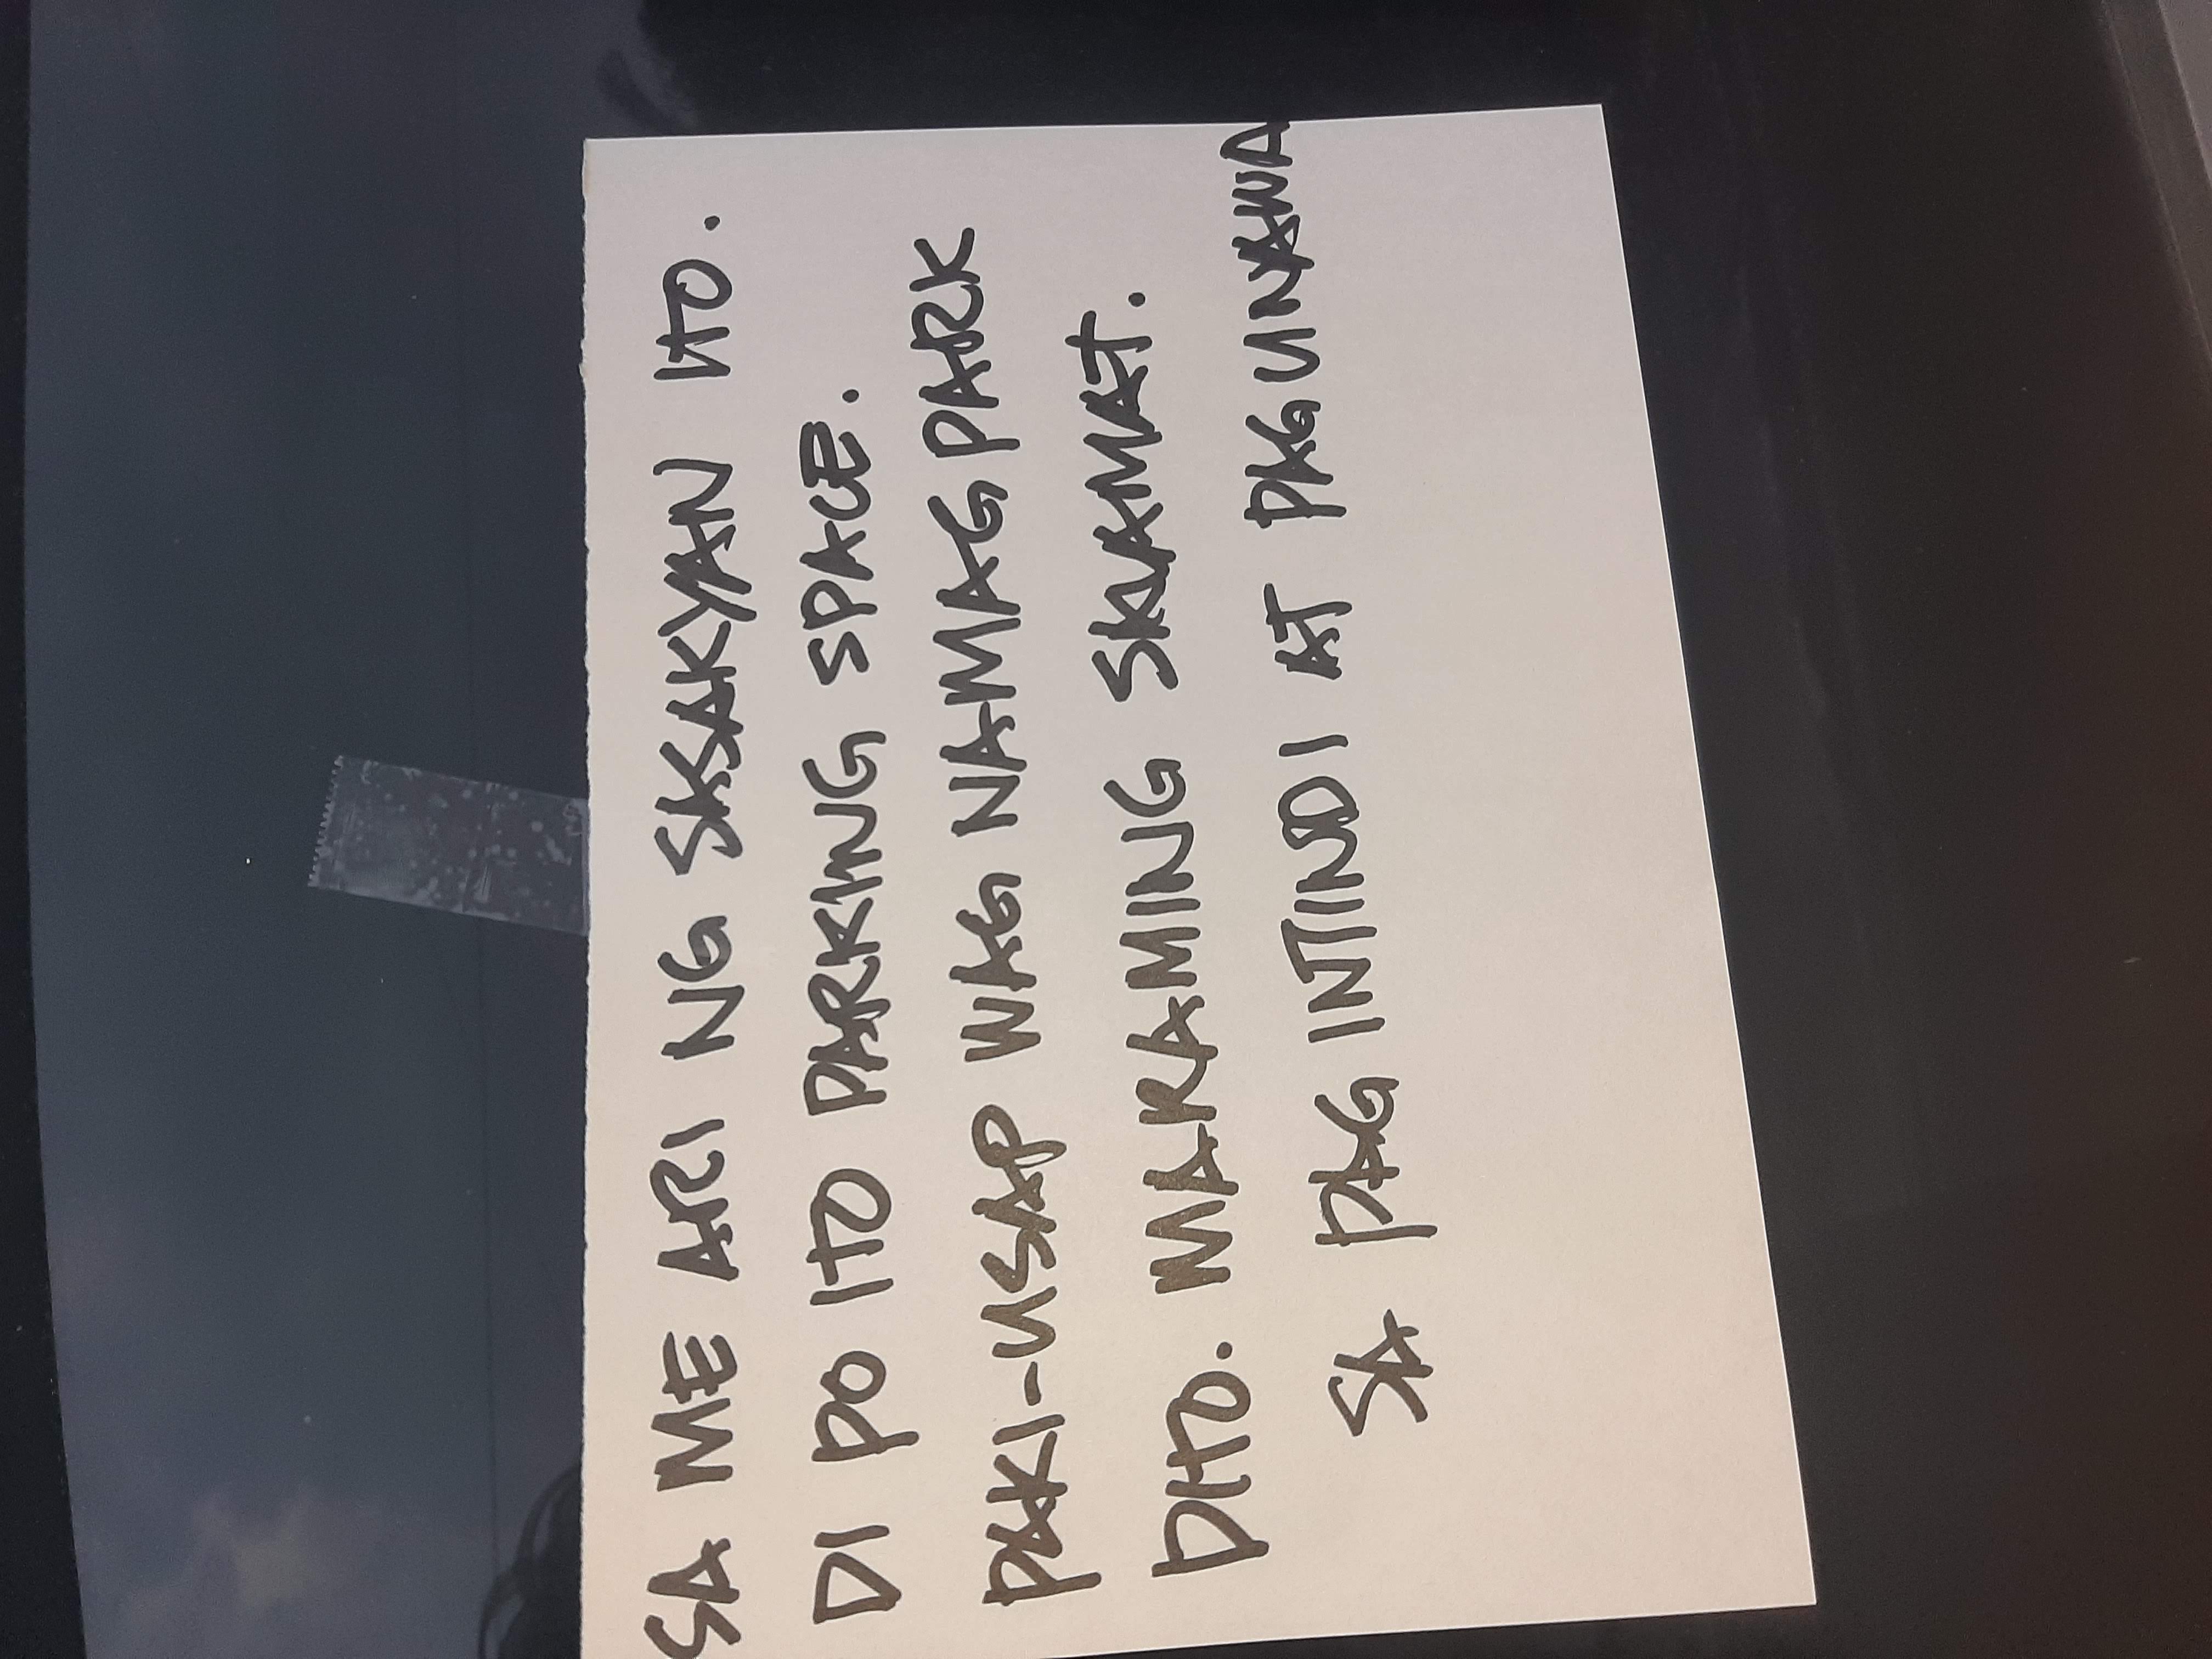 SA ME ARI NG SASAKYAN ITO.
DI PO ITO PARKING SPACE.
PAKI-USAP WAG NAMAG PARK
DITO. MARAMING SALAMAT.
SA PAG INTINDI AT PAG UNAWA